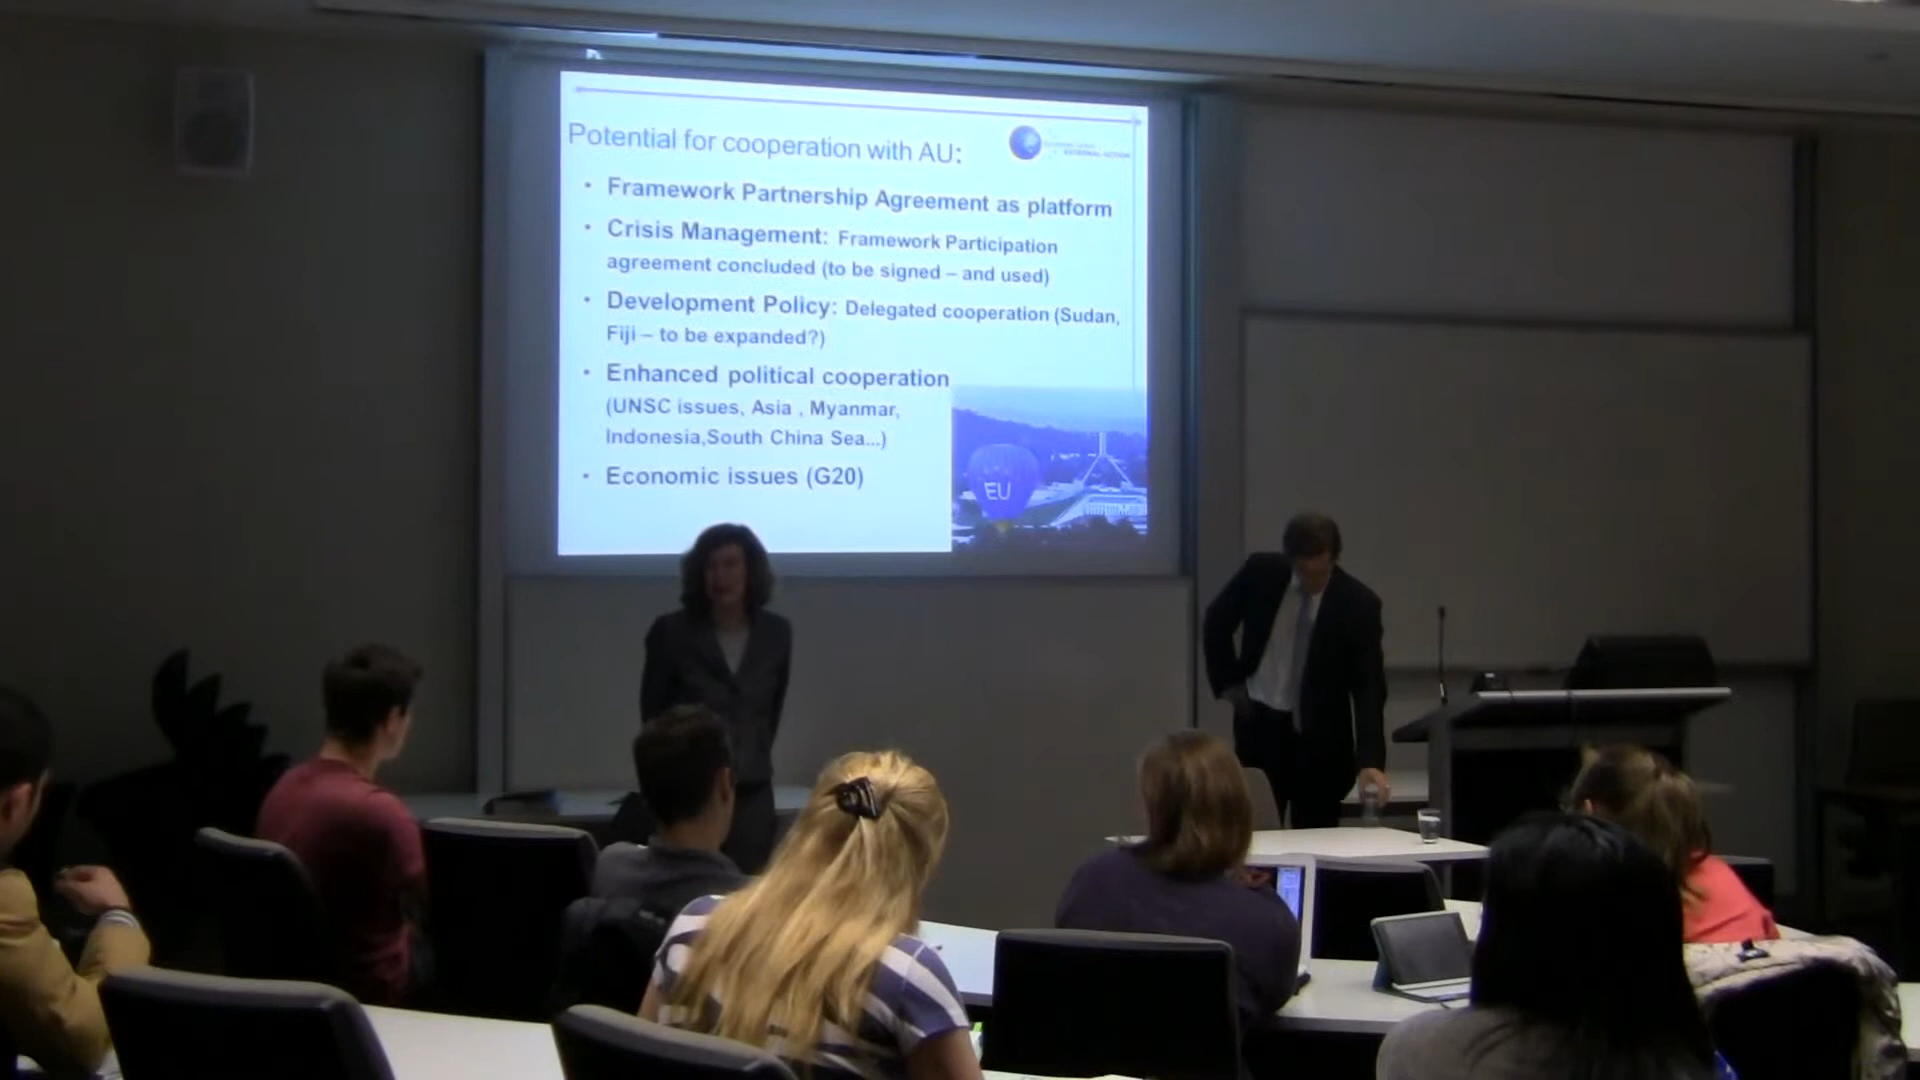 Potential for cooperation with AU:
EXTERNAL ACTION
• Framework Partnership Agreement as platform
• Crisis Management: Framework Participation
agreement concluded (to be signed – and used)
• Development Policy: Delegated cooperation (Sudan,
Fiji – to be expanded?)
• Enhanced political cooperation
(UNSC issues, Asia , Myanmar,
Indonesia,South China Sea...)
• Economic issues (G20)
EU